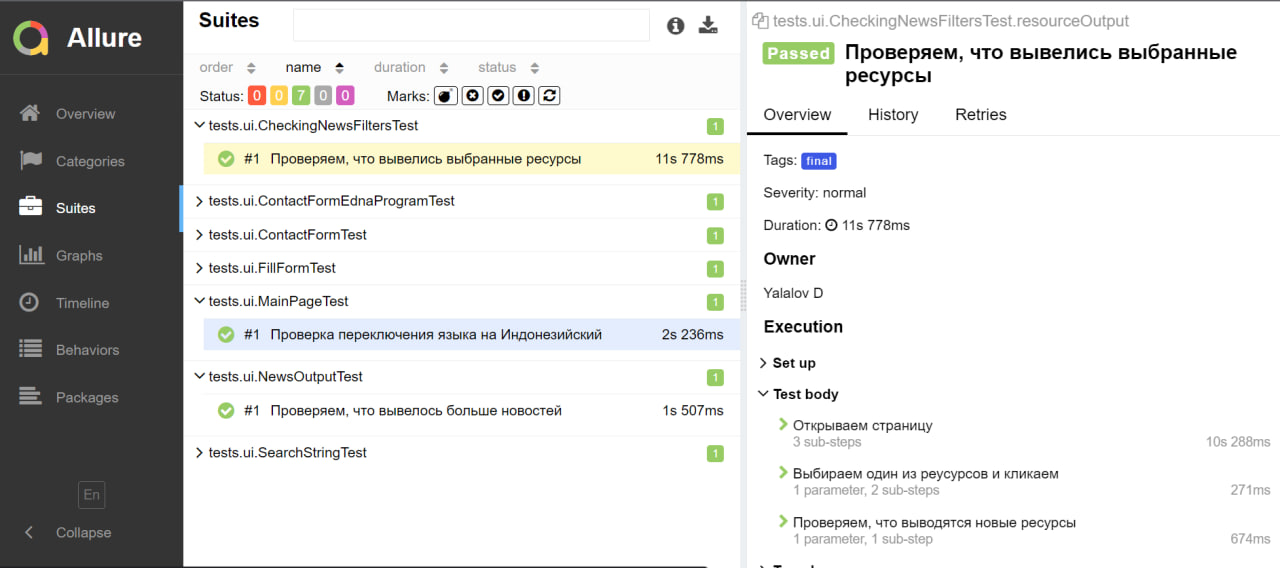 Allure
Overview
Categories
Suites
Graphs
Timeline
Behaviors
Packages
En
Collapse
Suites
order name duration status
Status: 0 0 7 0 0 Marks:
tests.ui.CheckingNewsFiltersTest 1
#1 Проверяем, что вывелись выбранные ресурсы 11s 778ms
tests.ui.ContactFormEdnaProgramTest 1
tests.ui.ContactFormTest 1
tests.ui.FillFormTest 1
tests.ui.MainPageTest 1
#1 Проверка переключения языка на Индонезийский 2s 236ms
tests.ui.NewsOutputTest 1
#1 Проверяем, что вывелось больше новостей 1s 507ms
tests.ui.SearchStringTest 1
tests.ui.CheckingNewsFiltersTest.resourceOutput
Passed Проверяем, что вывелись выбранные
ресурсы
Overview History Retries
Tags: final
Severity: normal
Duration: 11s 778ms
Owner
Yalalov D
Execution
Set up
Test body
Открываем страницу
3 sub-steps 10s 288ms
Выбираем один из реусурсов и кликаем
1 parameter, 2 sub-steps 271ms
Проверяем, что выводятся новые ресурсы
1 parameter, 1 sub-step 674ms